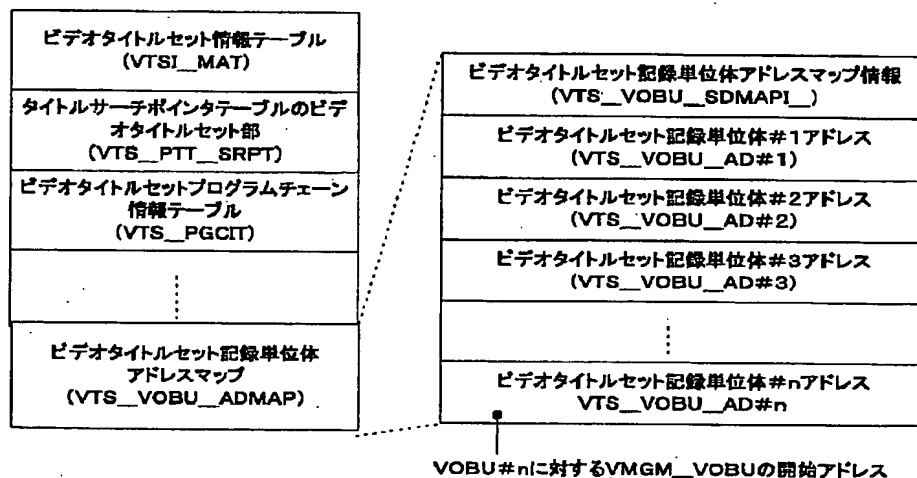 ビデオタイトルセット情報テーブル
(VTSI__MAT)
タイトルサーチポインタテーブルのビデ
オタイトルセット部
(VTS__PTT__SRPT)
ビデオタイトルセットプログラムチェーン
情報テーブル
(VTS__PGCIT)
ビデオタイトルセット記録単位体
アドレスマップ
(VTS__VOBU__ADMAP)
ビデオタイトルセット記録単位体アドレスマップ情報
(VTS__VOBU__SDMAPI__)
ビデオタイトルセット記録単位体#1アドレス
(VTS__VOBU__AD#1)
ビデオタイトルセット記録単位体#2アドレス
(VTS__VOBU__AD#2)
ビデオタイトルセット記録単位体#3アドレス
(VTS__VOBU__AD#3)
ビデオタイトルセット記録単位体#nアドレス
VTS__VOBU__AD#n
VOBU#nに対するVMGM__VOBUの開始アドレス